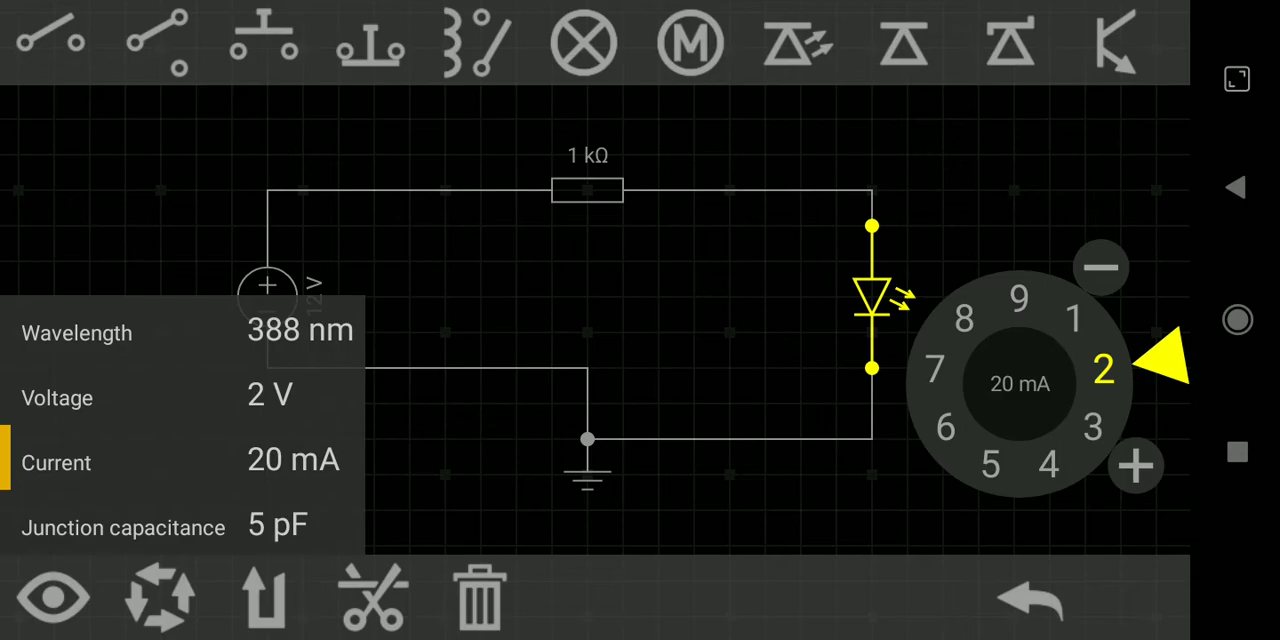 M
1 kΩ
12 V
Wavelength 388 nm
Voltage 2 V
Current 20 mA
Junction capacitance 5 pF
9
8 1
7 20 mA 2
6 3
5 4